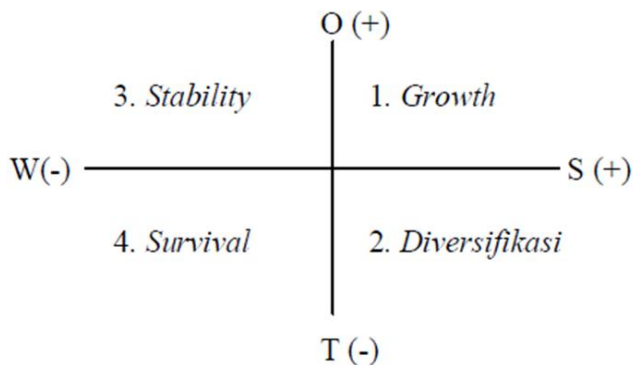 O (+)
3. Stability
1. Growth
W(-)
S (+)
4. Survival
2. Diversifikasi
T (-)